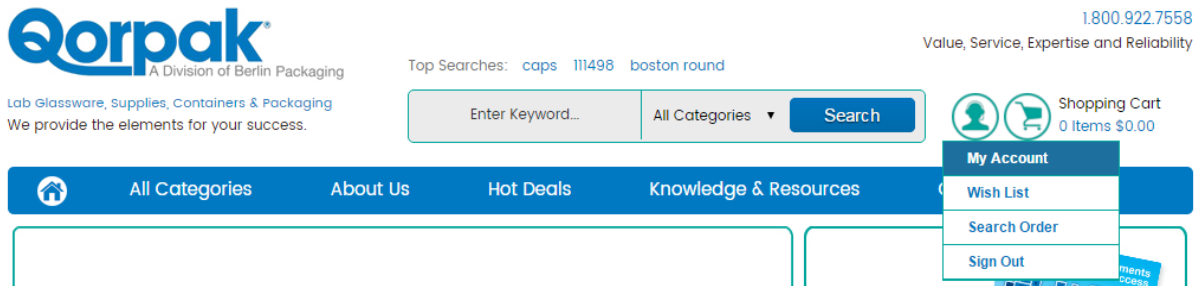 Qorpak®
A Division of Berlin Packaging
Lab Glassware, Supplies, Containers & Packaging
We provide the elements for your success.
Top Searches: caps 111498 boston round
Enter Keyword... All Categories ▼ Search
1.800.922.7558
Value, Service, Expertise and Reliability
Shopping Cart
0 Items $0.00
My Account
Wish List
Search Order
Sign Out
All Categories About Us Hot Deals Knowledge & Resources